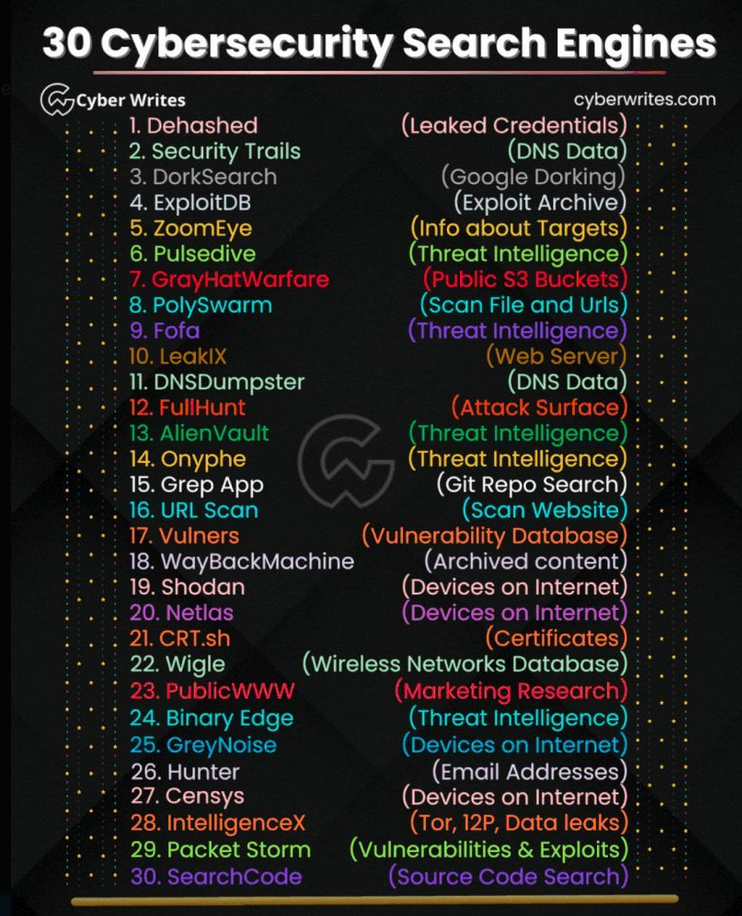 30 Cybersecurity Search Engines
Cyber Writes cyberwrites.com
1. Dehashed (Leaked Credentials)
2. Security Trails (DNS Data)
3. DorkSearch (Google Dorking)
4. ExploitDB (Exploit Archive)
5. ZoomEye (Info about Targets)
6. Pulsedive (Threat Intelligence)
7. GrayHatWarfare (Public S3 Buckets)
8. PolySwarm (Scan File and Urls)
9. Fofa (Threat Intelligence)
10. LeakIX (Web Server)
11. DNSDumpster (DNS Data)
12. FullHunt (Attack Surface)
13. AlienVault (Threat Intelligence)
14. Onyphe (Threat Intelligence)
15. Grep App (Git Repo Search)
16. URL Scan (Scan Website)
17. Vulners (Vulnerability Database)
18. WayBackMachine (Archived content)
19. Shodan (Devices on Internet)
20. Netlas (Devices on Internet)
21. CRT.sh (Certificates)
22. Wigle (Wireless Networks Database)
23. PublicWWW (Marketing Research)
24. Binary Edge (Threat Intelligence)
25. GreyNoise (Devices on Internet)
26. Hunter (Email Addresses)
27. Censys (Devices on Internet)
28. IntelligenceX (Tor, 12P, Data leaks)
29. Packet Storm (Vulnerabilities & Exploits)
30. SearchCode (Source Code Search)